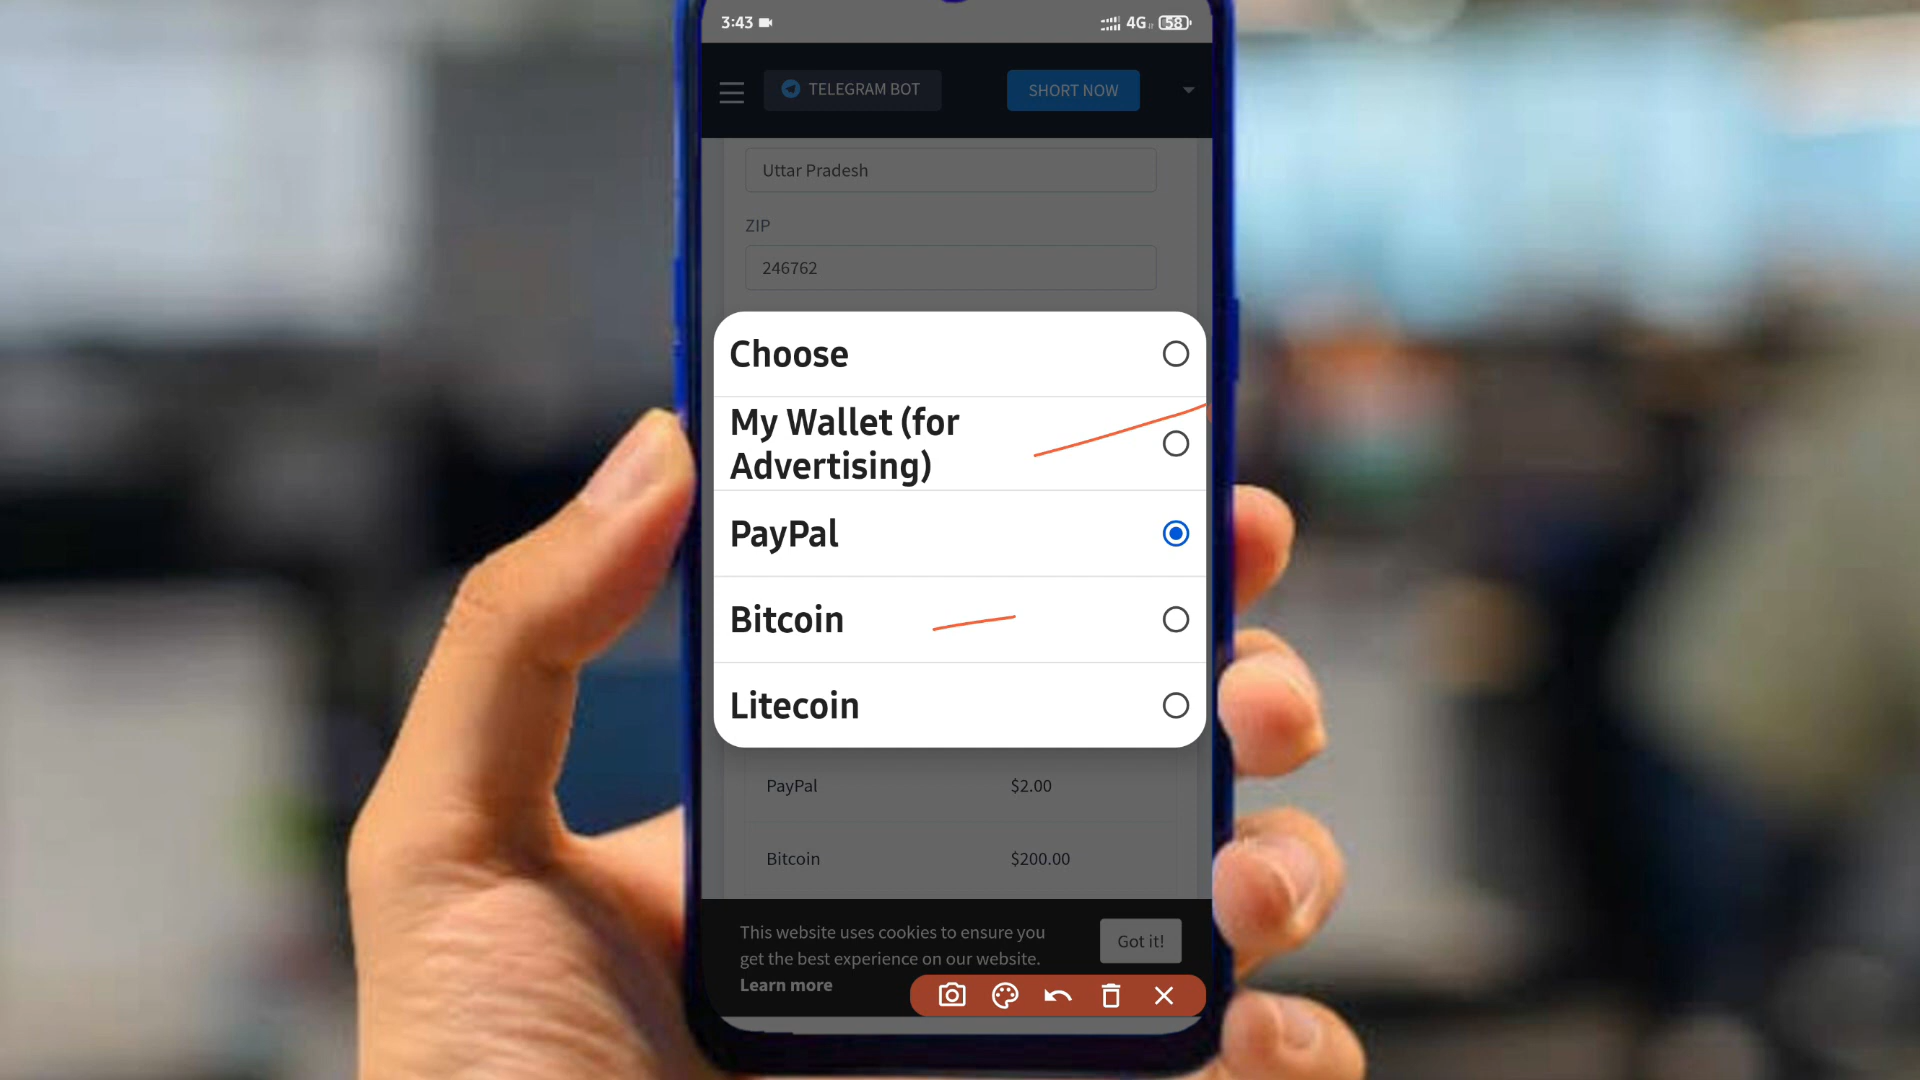 3:43 4G 58
TELEGRAM BOT SHORT NOW
Uttar Pradesh
ZIP
246762
Choose
My Wallet (for
Advertising)
PayPal
Bitcoin
Litecoin
PayPal $2.00
Bitcoin $200.00
This website uses cookies to ensure you
get the best experience on our website.
Learn more
Got it!